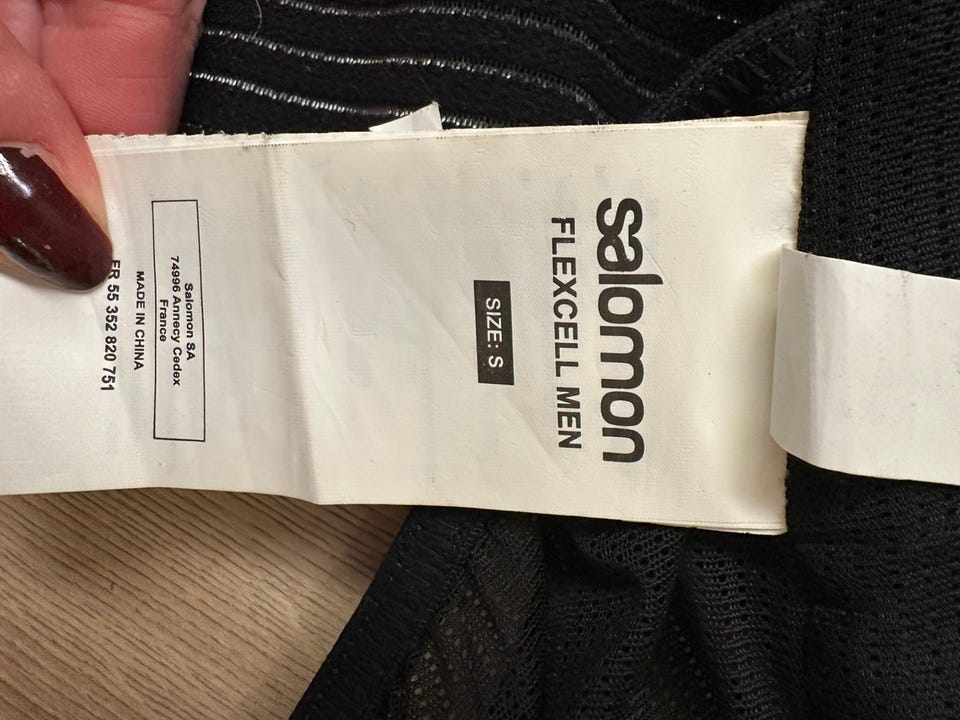 salomon
FLEXCELL MEN
SIZE: S
Salomon SA
74996 Annecy Cedex
France
MADE IN CHINA
FR 55 352 820 751